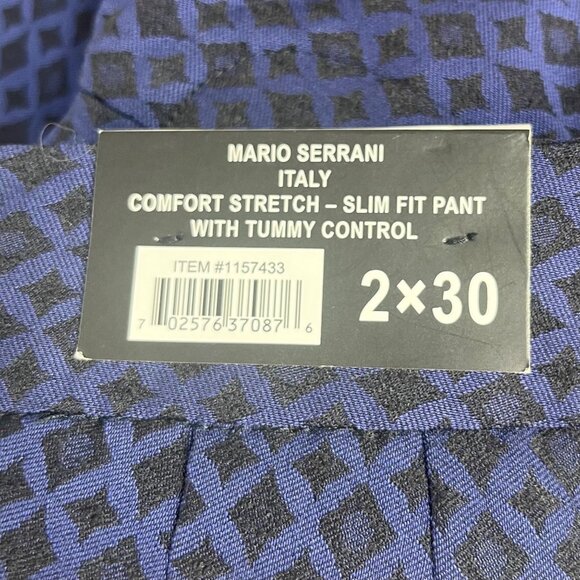 MARIO SERRANI
ITALY
COMFORT STRETCH – SLIM FIT PANT
WITH TUMMY CONTROL
ITEM #1157433
2×30
7 02576 37087 6